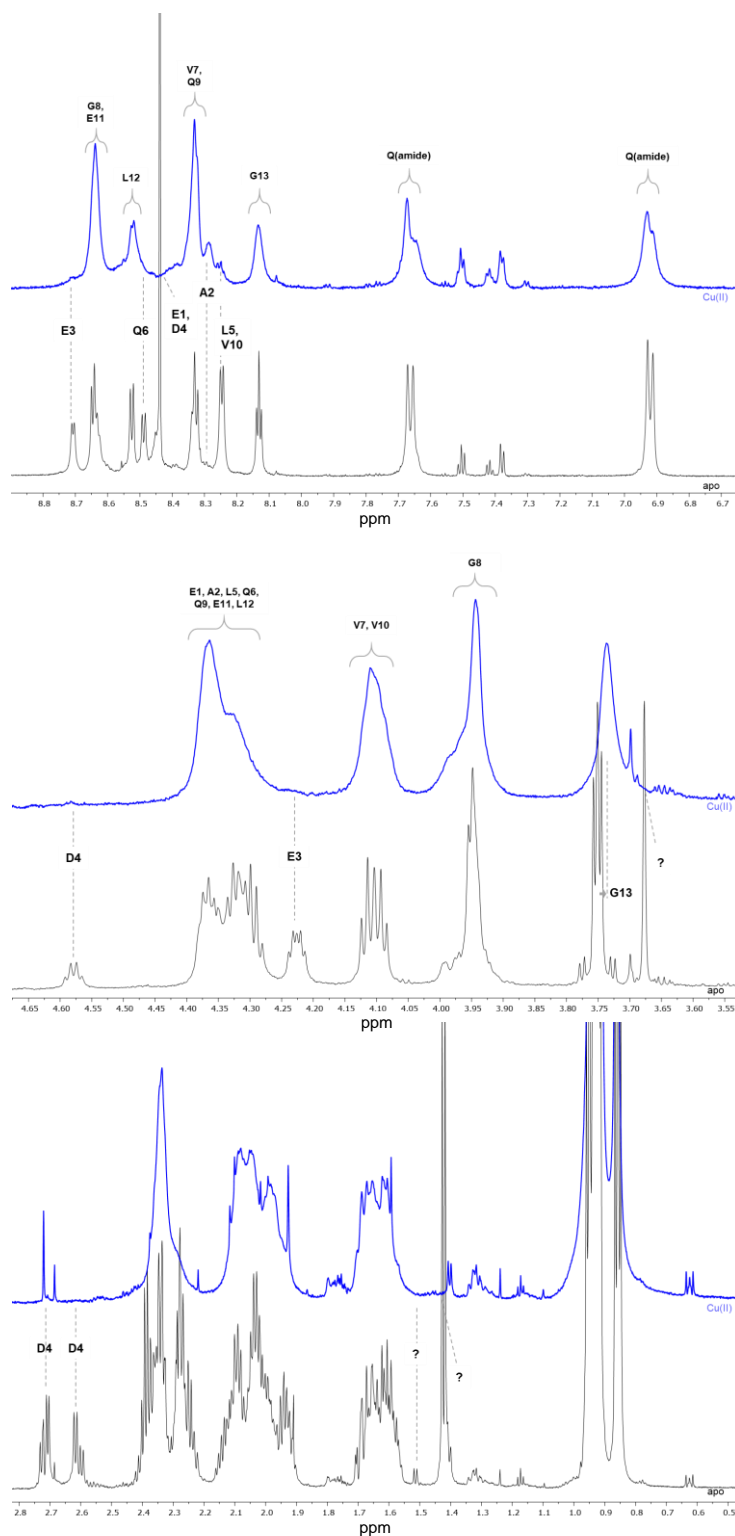 V7,
Q9
G8,
E11
L12
Q(amide)
Q(amide)
G13
Cu(II)
A2
E1,
D4
L5,
V10
E3
Q6
apo
8.8 8.7 8.6 8.5 8.4 8.3 8.2 8.1 8.0 7.9 7.8 7.7 7.6 7.5 7.4 7.3 7.2 7.1 7.0 6.9 6.8 6.7
ppm
G8
E1, A2, L5, Q6,
Q9, E11, L12
V7, V10
Cu(II)
D4
E3
?
G13
apo
4.65 4.60 4.55 4.50 4.45 4.40 4.35 4.30 4.25 4.20 4.15 4.10 4.05 4.00 3.95 3.90 3.85 3.80 3.75 3.70 3.65 3.60 3.55
ppm
Cu(II)
D4 D4
?
?
apo
2.8 2.7 2.6 2.5 2.4 2.3 2.2 2.1 2.0 1.9 1.8 1.7 1.6 1.5 1.4 1.3 1.2 1.1 1.0 0.9 0.8 0.7 0.6 0.5
ppm